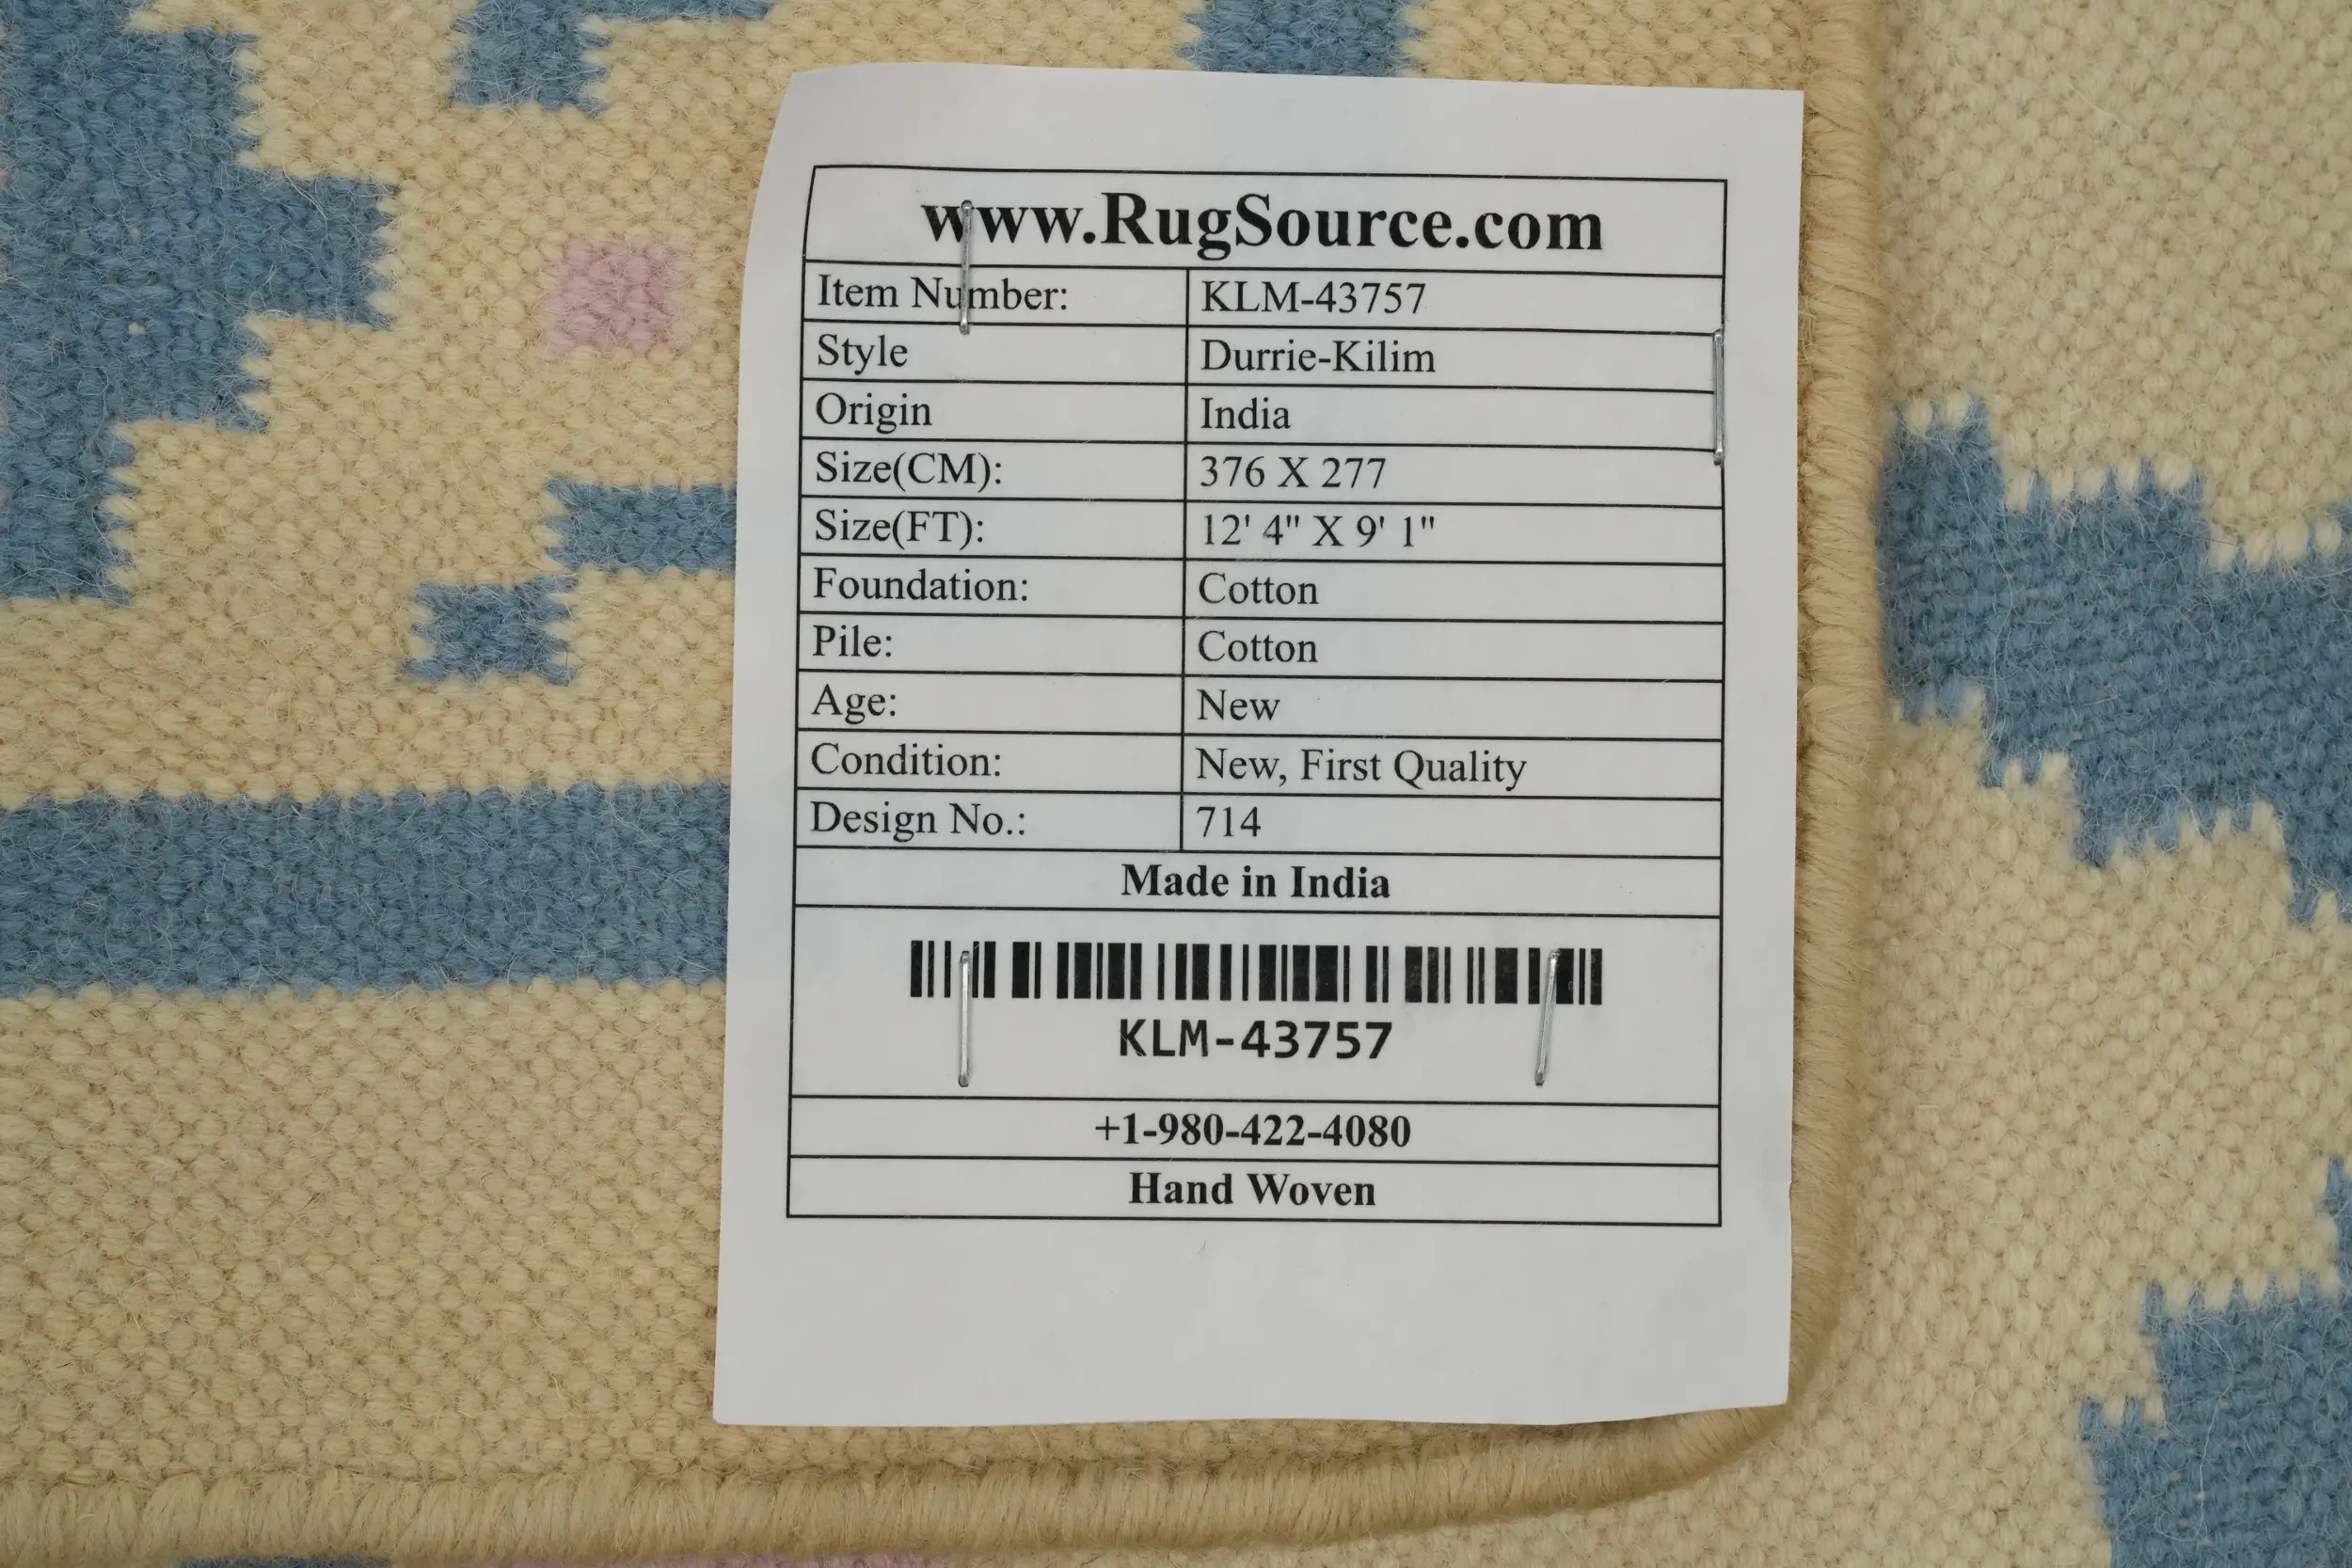 www.RugSource.com
Item Number: KLM-43757
Style Durrie-Kilim
Origin India
Size(CM): 376 X 277
Size(FT): 12' 4" X 9' 1"
Foundation: Cotton
Pile: Cotton
Age: New
Condition: New, First Quality
Design No.: 714
Made in India
KLM-43757
+1-980-422-4080
Hand Woven